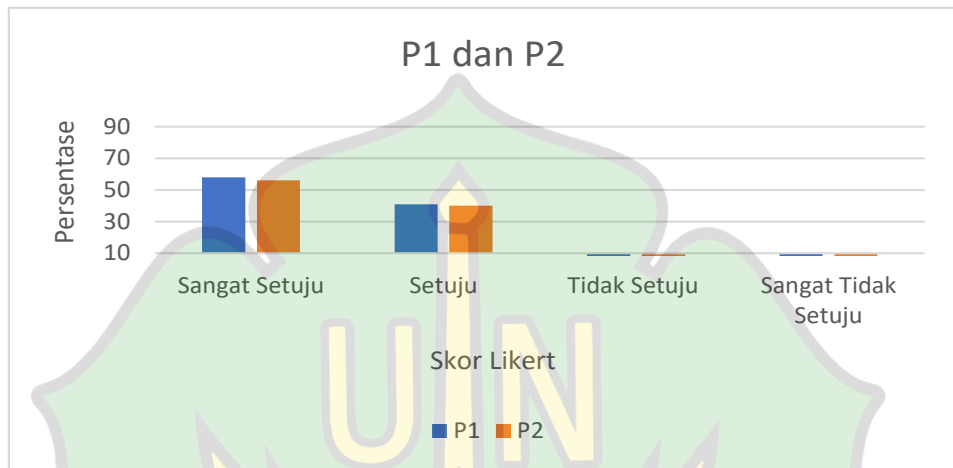 P1 dan P2
Persentase
90
70
50
30
10
Sangat Setuju Setuju Tidak Setuju Sangat Tidak
Setuju
Skor Likert
P1 P2
UIN